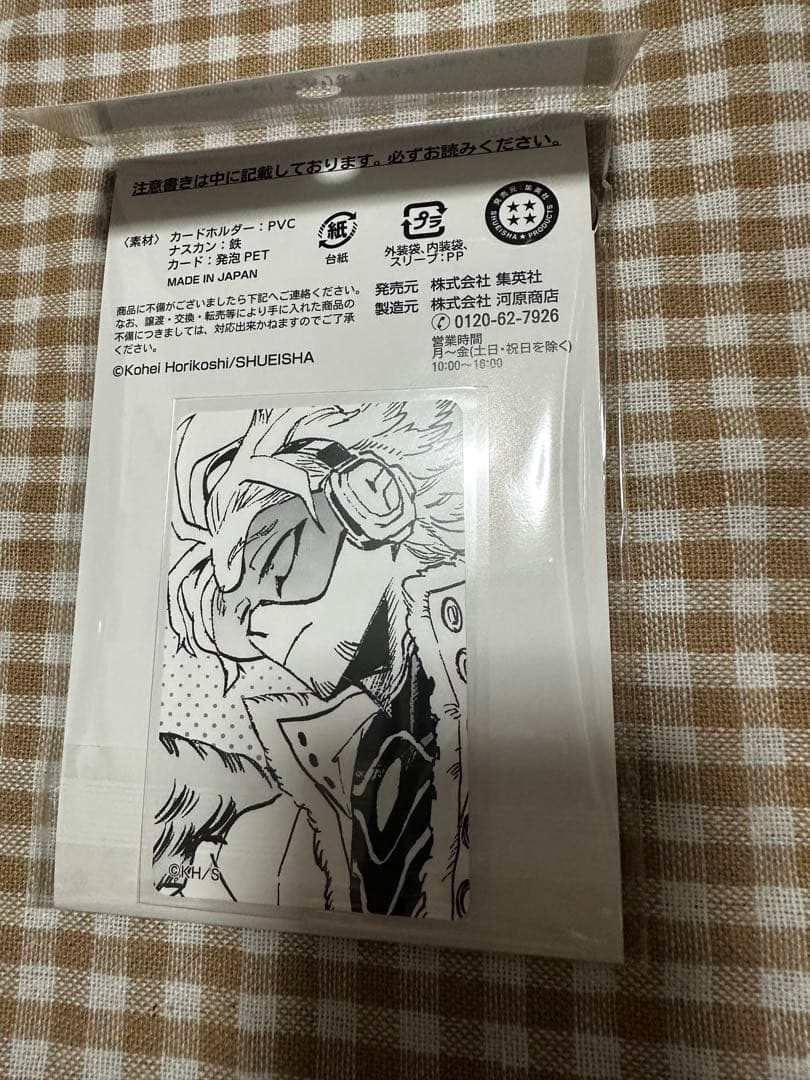 注意書きは中に記載しております。必ずお読みください。
〈素材〉 カードホルダー：PVC
ナスカン：鉄
カード：発泡PET
MADE IN JAPAN
紙
台紙
プラ
外装袋、内装袋、
スリーブ：PP
発売元：集英社
SHUEISHA★PRODUCTS
商品に不備がございましたら下記へご連絡ください。
なお、譲渡・交換・転売等により手に入れた商品の
不備につきましては、対応出来かねますのでご了承
ください。
©Kohei Horikoshi/SHUEISHA
発売元 株式会社 集英社
製造元 株式会社 河原商店
0120-62-7926
営業時間
月〜金(土日・祝日を除く)
10:00〜16:00
©KH/S